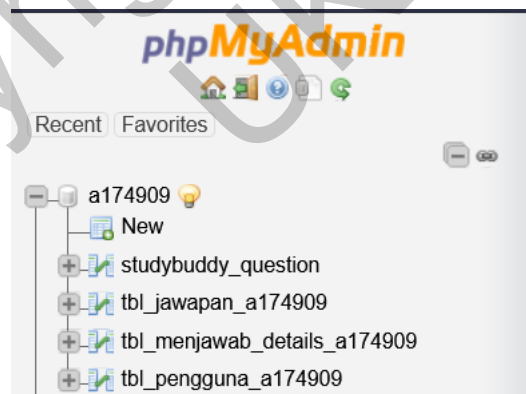 phpMyAdmin
Recent Favorites
a174909
New
studybuddy_question
tbl_jawapan_a174909
tbl_menjawab_details_a174909
tbl_pengguna_a174909